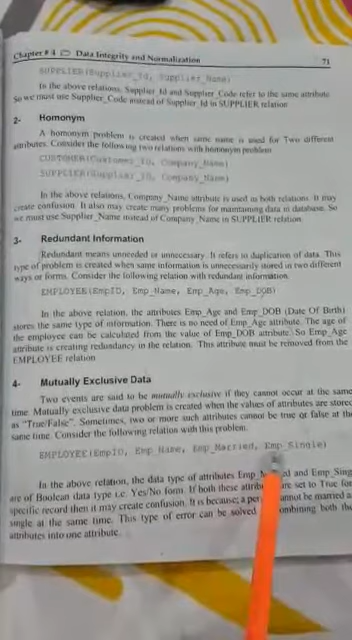 Chapter # 4 Data Integrity and Normalization 71
SUPPLIER(Supplier_Id, Supplier_Name)
In the above relations, Supplier_Id and Supplier_Code refer to the same attribute.
So we must use Supplier_Code instead of Supplier_Id in SUPPLIER relation
2- Homonym
A homonym problem is created when same name is used for Two different
attributes. Consider the following two relations with homonym problem
CUSTOMER(Customer_Id, Company_Name)
SUPPLIER(Supplier_Id, Company_Name)
In the above relations, Company_Name attribute is used in both relations. It may
create confusion. It also may create many problems for maintaining data in database. So
we must use Supplier_Name instead of Company_Name in SUPPLIER relation.
3- Redundant Information
Redundant means unneeded or unnecessary. It refers to duplication of data. This
type of problem is created when same information is unnecessarily stored in two different
ways or forms. Consider the following relation with redundant information.
EMPLOYEE(EmpID, Emp_Name, Emp_Age, Emp_DOB)
In the above relation, the attributes Emp_Age and Emp_DOB (Date Of Birth)
stores the same type of information. There is no need of Emp_Age attribute. The age of
the employee can be calculated from the value of Emp_DOB attribute. So Emp_Age
attribute is creating redundancy in the relation. This attribute must be removed from the
EMPLOYEE relation
4- Mutually Exclusive Data
Two events are said to be mutually exclusive if they cannot occur at the same
time. Mutually exclusive data problem is created when the values of attributes are stored
as "True/False". Sometimes, two or more such attributes cannot be true or false at the
same time. Consider the following relation with this problem.
EMPLOYEE(EmpID, Emp_Name, Emp_Married, Emp_Single)
In the above relation, the data type of attributes Emp and Emp_Sing
are of Boolean data type i.e. Yes/No form. If both these are set to True for
specific record then it may create confusion. It is because; a cannot be married a
single at the same time. This type of error can be solved combining both the
attributes into one attribute.